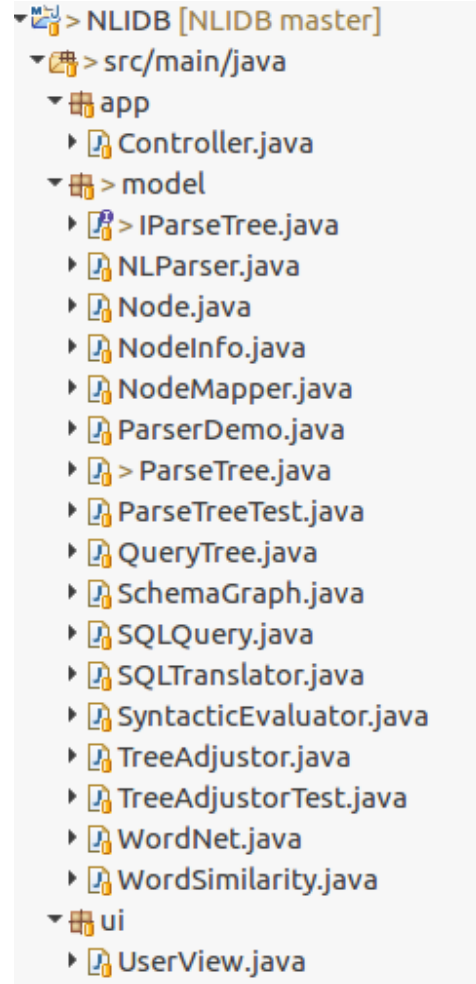 > NLIDB [NLIDB master]
> src/main/java
app
Controller.java
> model
> IParseTree.java
NLParser.java
Node.java
NodeInfo.java
NodeMapper.java
ParserDemo.java
> ParseTree.java
ParseTreeTest.java
QueryTree.java
SchemaGraph.java
SQLQuery.java
SQLTranslator.java
SyntacticEvaluator.java
TreeAdjustor.java
TreeAdjustorTest.java
WordNet.java
WordSimilarity.java
ui
UserView.java